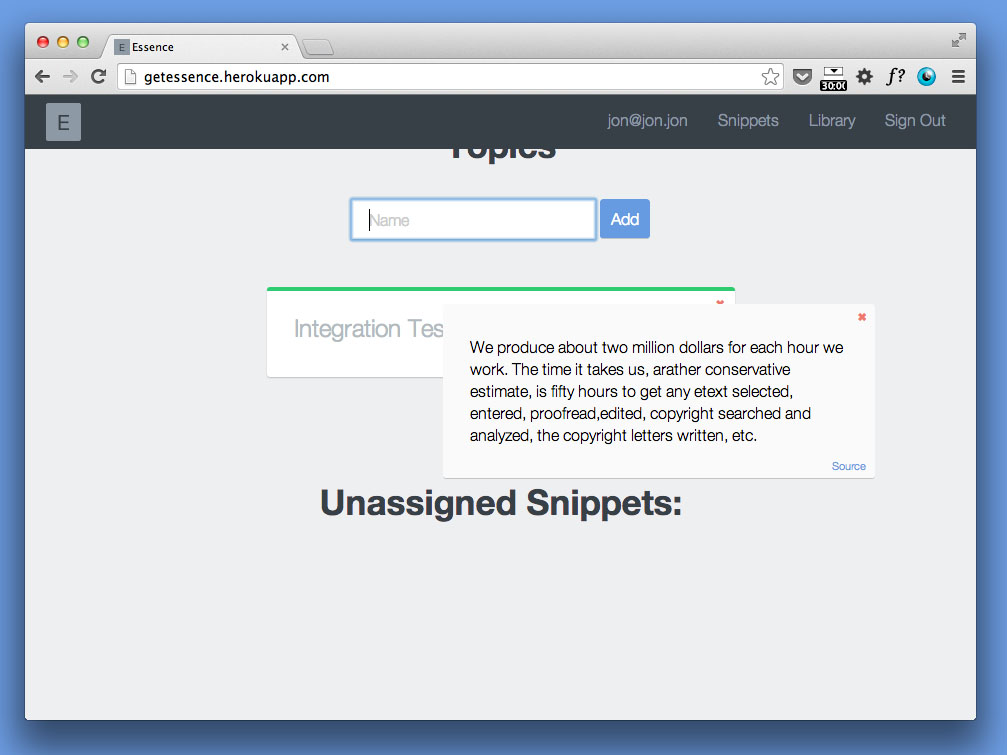 E Essence
getessence.herokuapp.com
30:00
f?
E
jon@jon.jon Snippets Library Sign Out
Topics
Name
Add
Integration Tes
We produce about two million dollars for each hour we
work. The time it takes us, arather conservative
estimate, is fifty hours to get any etext selected,
entered, proofread,edited, copyright searched and
analyzed, the copyright letters written, etc.
Source
Unassigned Snippets: